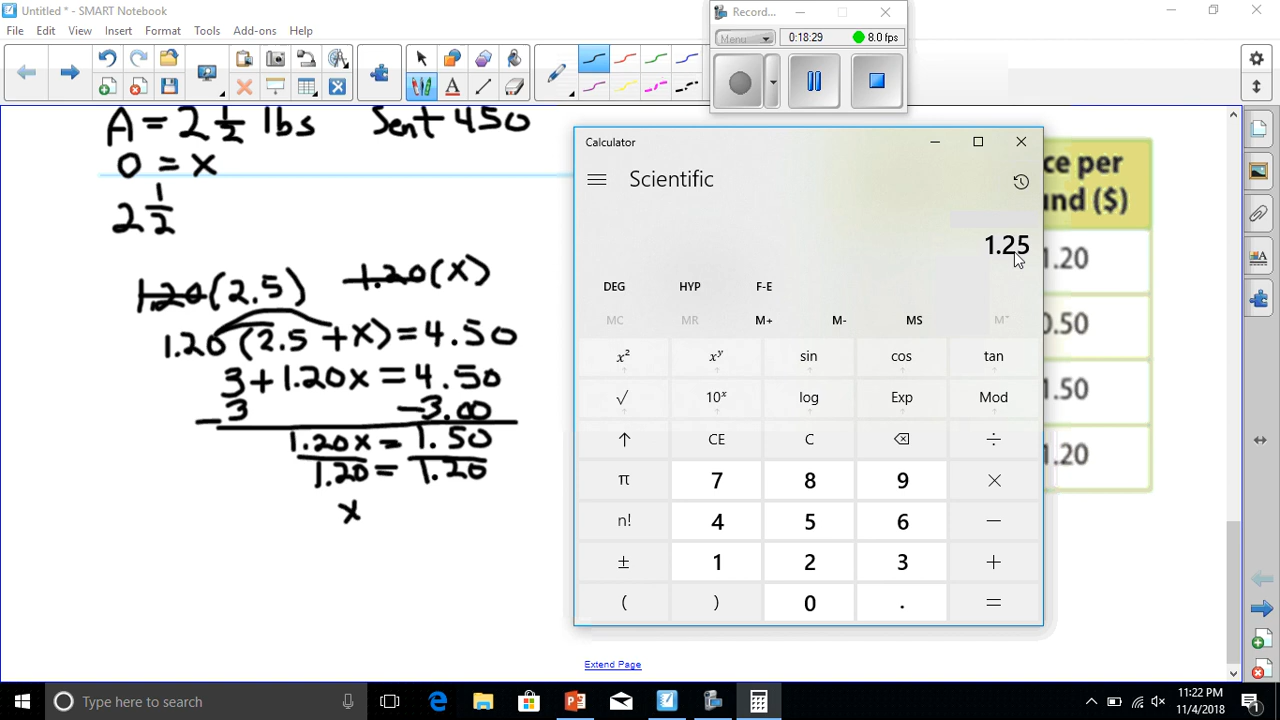 Untitled * - SMART Notebook
File Edit View Insert Format Tools Add-ons Help
Record...
Menu 00:18:29 8.0 fps
A = 2 1/2 lbs Sent 450
O = x
2 1/2
1.20(2.5) 1.20(x)
1.20(2.5 + x) = 4.50
3 + 1.20x = 4.50
- 3 - 3.00
1.20x = 1.50
1.20 = 1.20
x
ce per
und ($)
1.20
0.50
1.50
1.20
Calculator
Scientific
1.25
DEG HYP F-E
MC MR M+ M- MS M˅
x² xʸ sin cos tan
√ 10ˣ log Exp Mod
↑ CE C ⌫ ÷
π 7 8 9 ×
n! 4 5 6 −
± 1 2 3 +
( ) 0 . =
Extend Page
Type here to search
11:22 PM
11/4/2018
1